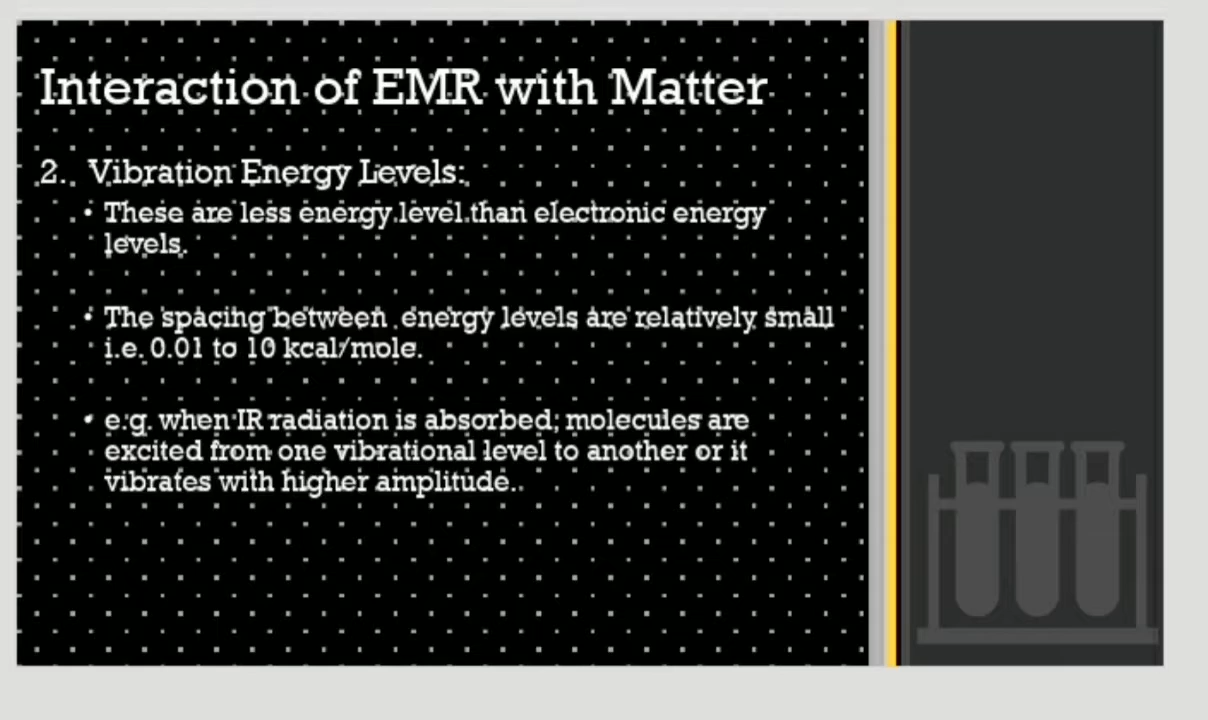 Interaction of EMR with Matter
2. Vibration Energy Levels:
• These are less energy level than electronic energy
levels.
• The spacing between energy levels are relatively small
i.e. 0.01 to 10 kcal/mole.
• e.g. when IR radiation is absorbed; molecules are
excited from one vibrational level to another or it
vibrates with higher amplitude.